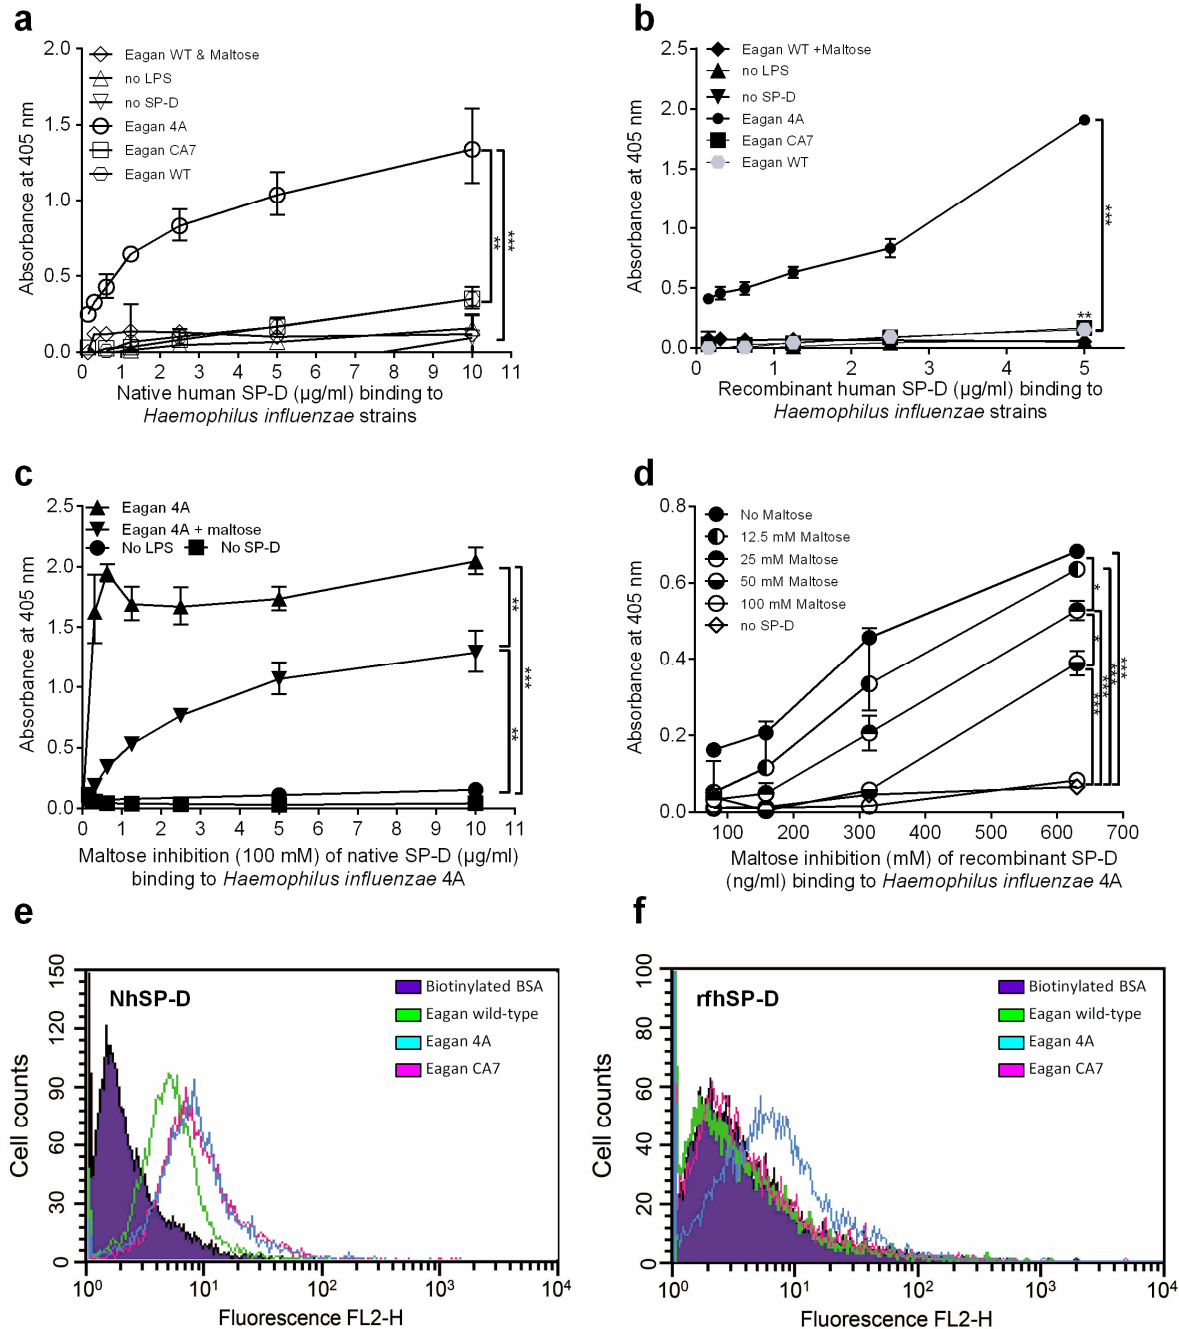 a
2.0
1.5
1.0
0.5
0.0
Absorbance at 405 nm
Eagan WT & Maltose
no LPS
no SP-D
Eagan 4A
Eagan CA7
Eagan WT
**
***
0 1 2 3 4 5 6 7 8 9 10 11
Native human SP-D (µg/ml) binding to
Haemophilus influenzae strains
b
2.5
2.0
1.5
1.0
0.5
0.0
Absorbance at 405 nm
Eagan WT +Maltose
no LPS
no SP-D
Eagan 4A
Eagan CA7
Eagan WT
***
**
0 1 2 3 4 5
Recombinant human SP-D (µg/ml) binding to
Haemophilus influenzae strains
c
2.5
2.0
1.5
1.0
0.5
0.0
Absorbance at 405 nm
Eagan 4A
Eagan 4A + maltose
No LPS No SP-D
**
***
**
0 1 2 3 4 5 6 7 8 9 10 11
Maltose inhibition (100 mM) of native SP-D (µg/ml)
binding to Haemophilus influenzae 4A
d
0.8
0.6
0.4
0.2
0.0
Absorbance at 405 nm
No Maltose
12.5 mM Maltose
25 mM Maltose
50 mM Maltose
100 mM Maltose
no SP-D
*
*
***
***
***
***
100 200 300 400 500 600 700
Maltose inhibition (mM) of recombinant SP-D
(ng/ml) binding to Haemophilus influenzae 4A
e
150
120
90
60
30
0
Cell counts
NhSP-D
Biotinylated BSA
Eagan wild-type
Eagan 4A
Eagan CA7
10⁰ 10¹ 10² 10³ 10⁴
Fluorescence FL2-H
f
100
80
60
40
20
0
Cell counts
rfhSP-D
Biotinylated BSA
Eagan wild-type
Eagan 4A
Eagan CA7
10⁰ 10¹ 10² 10³ 10⁴
Fluorescence FL2-H